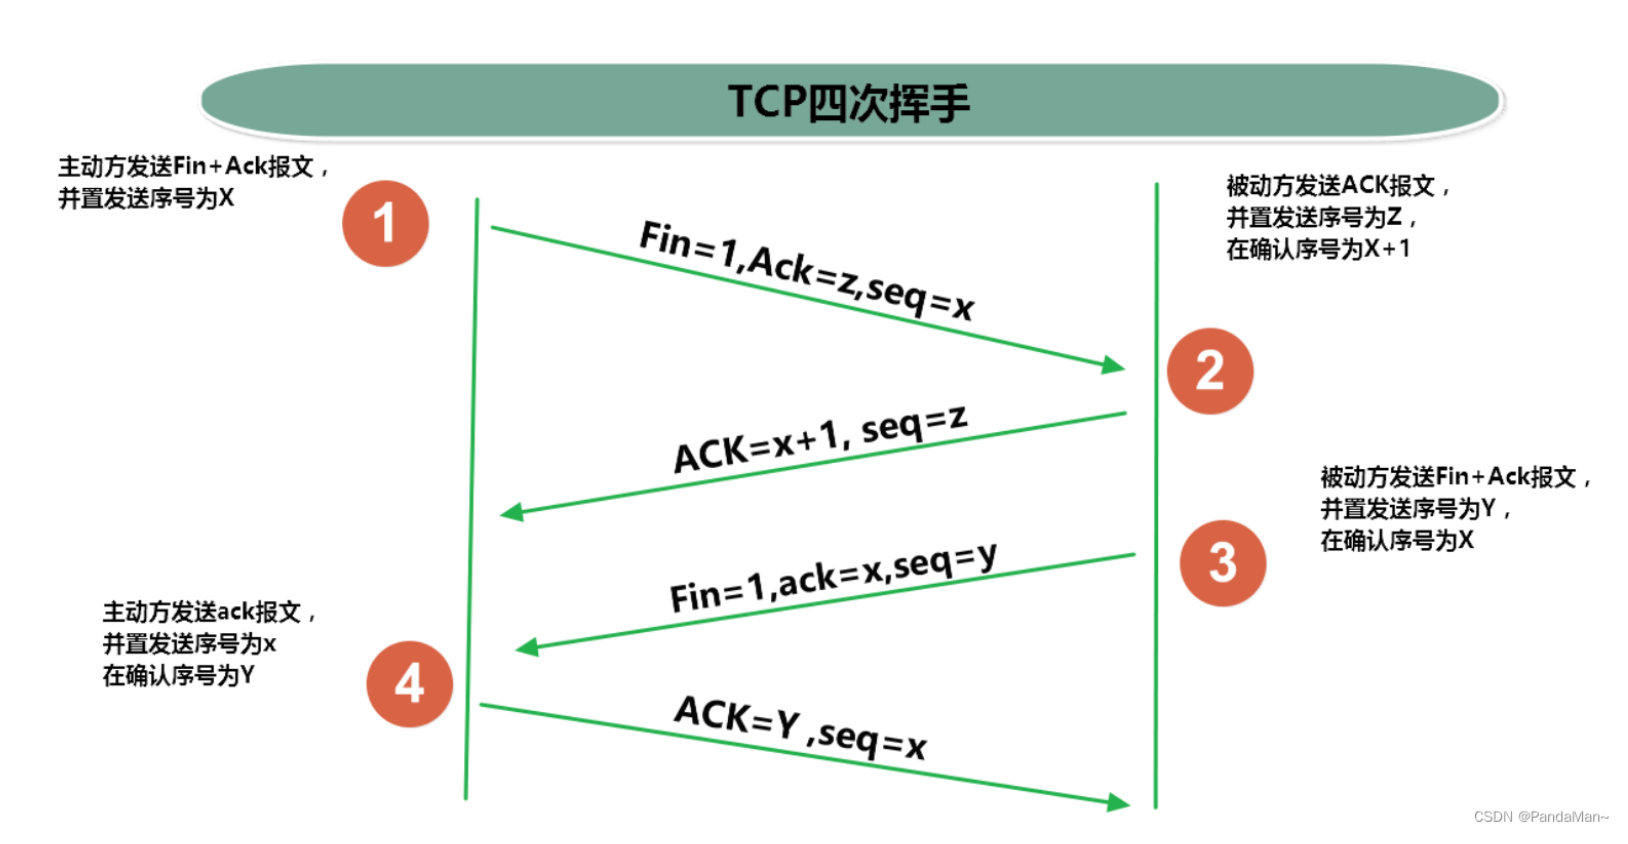 TCP四次挥手
主动方发送Fin+Ack报文，
并置发送序号为X
1
Fin=1,Ack=z,seq=x
被动方发送ACK报文，
并置发送序号为Z，
在确认序号为X+1
2
ACK=x+1, seq=z
被动方发送Fin+Ack报文，
并置发送序号为Y，
在确认序号为X
3
Fin=1,ack=x,seq=y
主动方发送ack报文，
并置发送序号为x
在确认序号为Y
4
ACK=Y ,seq=x
CSDN @PandaMan~